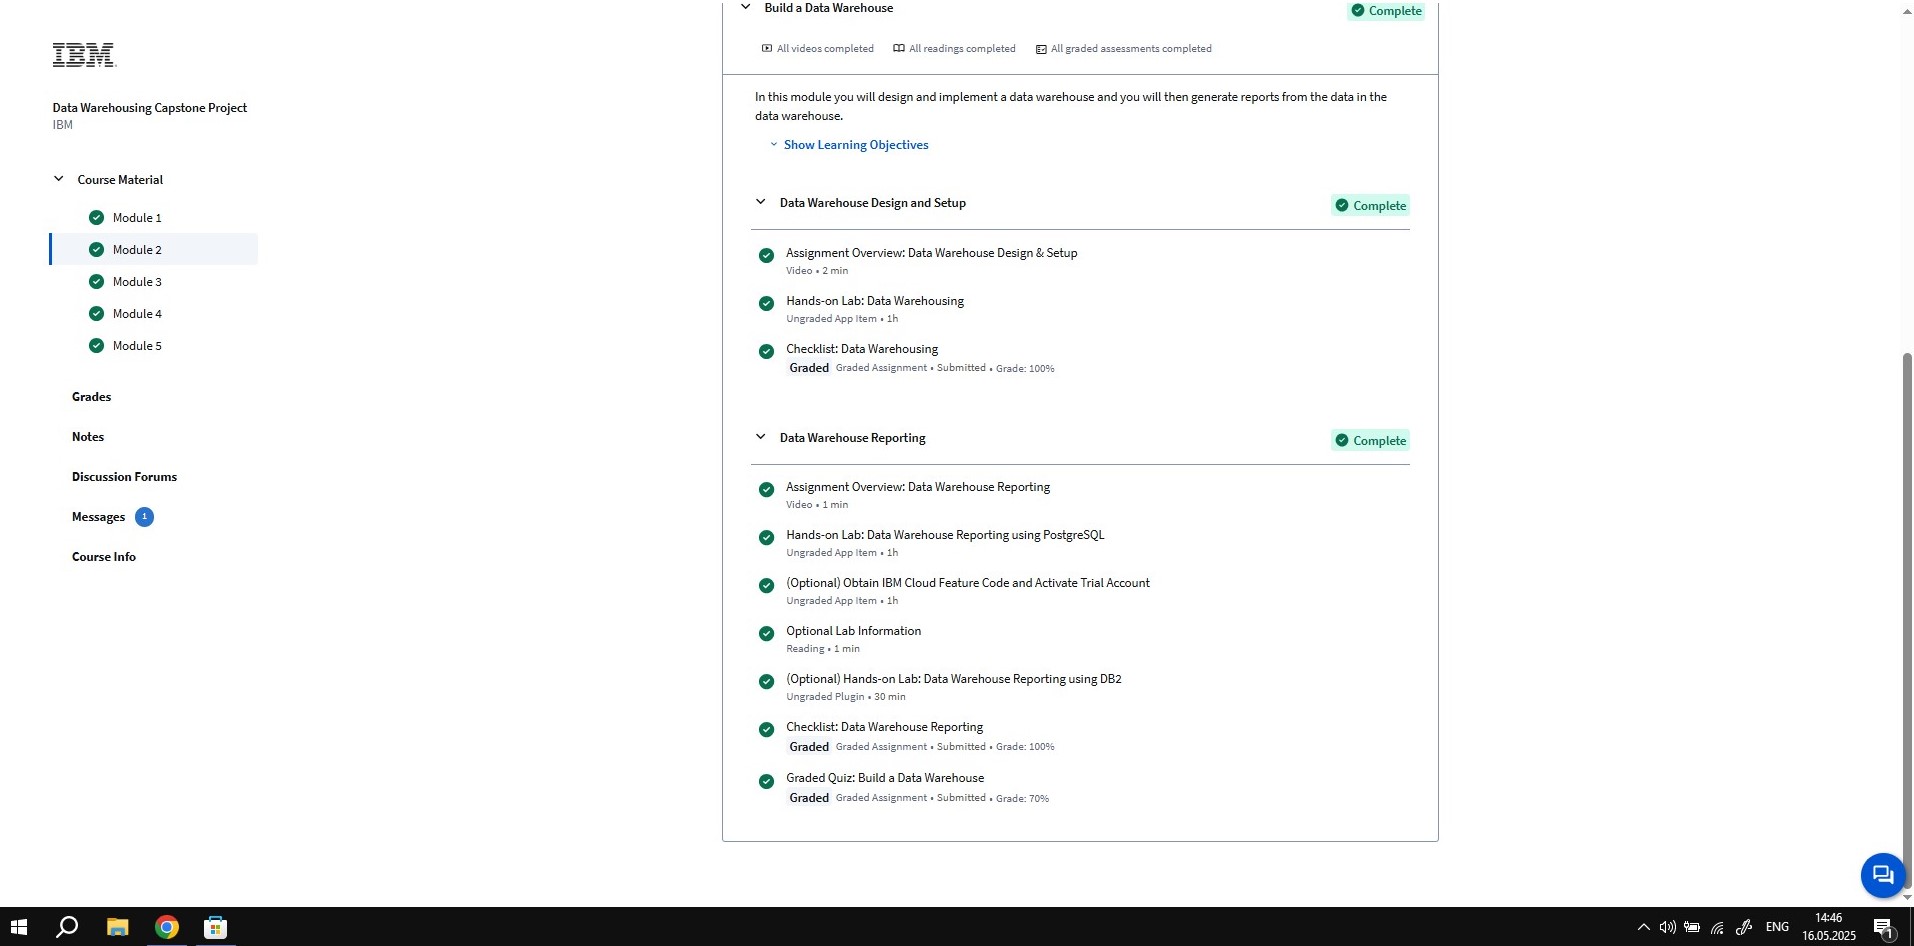 IBM
Data Warehousing Capstone Project
IBM
Course Material
Module 1
Module 2
Module 3
Module 4
Module 5
Grades
Notes
Discussion Forums
Messages 1
Course Info
Build a Data Warehouse
Complete
All videos completed All readings completed All graded assessments completed
In this module you will design and implement a data warehouse and you will then generate reports from the data in the
data warehouse.
Show Learning Objectives
Data Warehouse Design and Setup
Complete
Assignment Overview: Data Warehouse Design & Setup
Video • 2 min
Hands-on Lab: Data Warehousing
Ungraded App Item • 1h
Checklist: Data Warehousing
Graded Graded Assignment • Submitted • Grade: 100%
Data Warehouse Reporting
Complete
Assignment Overview: Data Warehouse Reporting
Video • 1 min
Hands-on Lab: Data Warehouse Reporting using PostgreSQL
Ungraded App Item • 1h
(Optional) Obtain IBM Cloud Feature Code and Activate Trial Account
Ungraded App Item • 1h
Optional Lab Information
Reading • 1 min
(Optional) Hands-on Lab: Data Warehouse Reporting using DB2
Ungraded Plugin • 30 min
Checklist: Data Warehouse Reporting
Graded Graded Assignment • Submitted • Grade: 100%
Graded Quiz: Build a Data Warehouse
Graded Graded Assignment • Submitted • Grade: 70%
ENG
14:46
16.05.2025
1